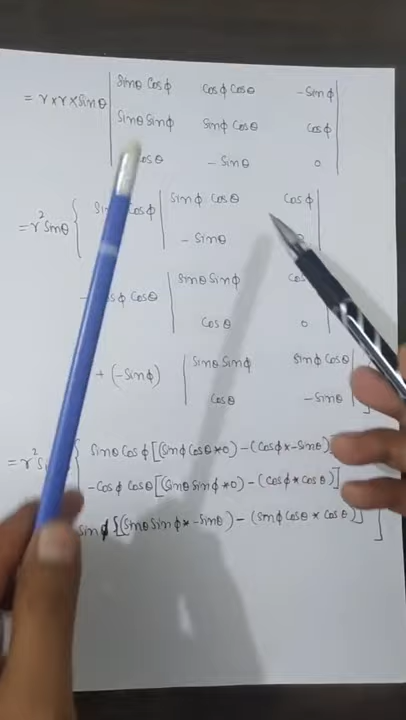 = r×r×sinθ | sinθ cosϕ cosϕ cosθ -sinϕ |
sinθ sinϕ sinϕ cosθ cosϕ
cosθ - sinθ 0
= r² sinθ { cosϕ | sinϕ cosθ cosϕ |
- sinθ
cosθ | sinθ sinϕ
cosθ 0
+ (-sinϕ) | sinθ sinϕ sinϕ cosθ |
cosθ -sinθ
= r² { sinθ cosϕ [(sinϕ cosθ * 0) - (cosϕ * -sinθ)]
-cosϕ cosθ [(sinθ sinϕ * 0) - (cosϕ * cosθ)]
sinϕ [(sinθ sinϕ * -sinθ) - (sinϕ cosθ * cosθ)] ]